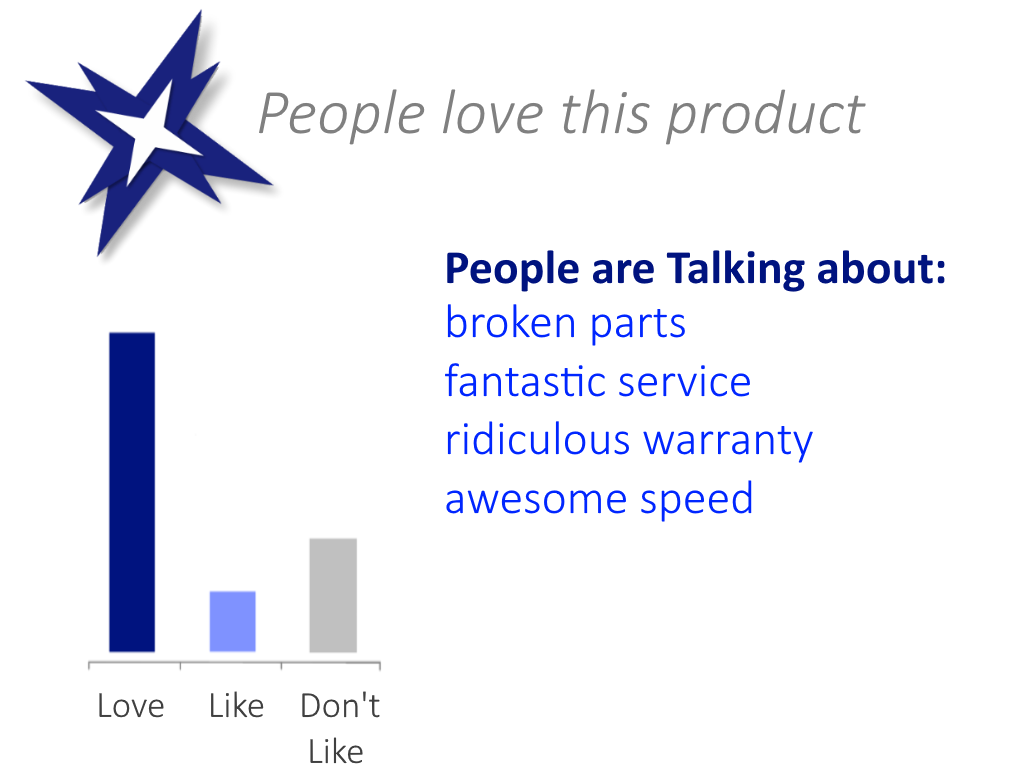 People love this product
People are Talking about:
broken parts
fantastic service
ridiculous warranty
awesome speed
Love
Like
Don't
Like